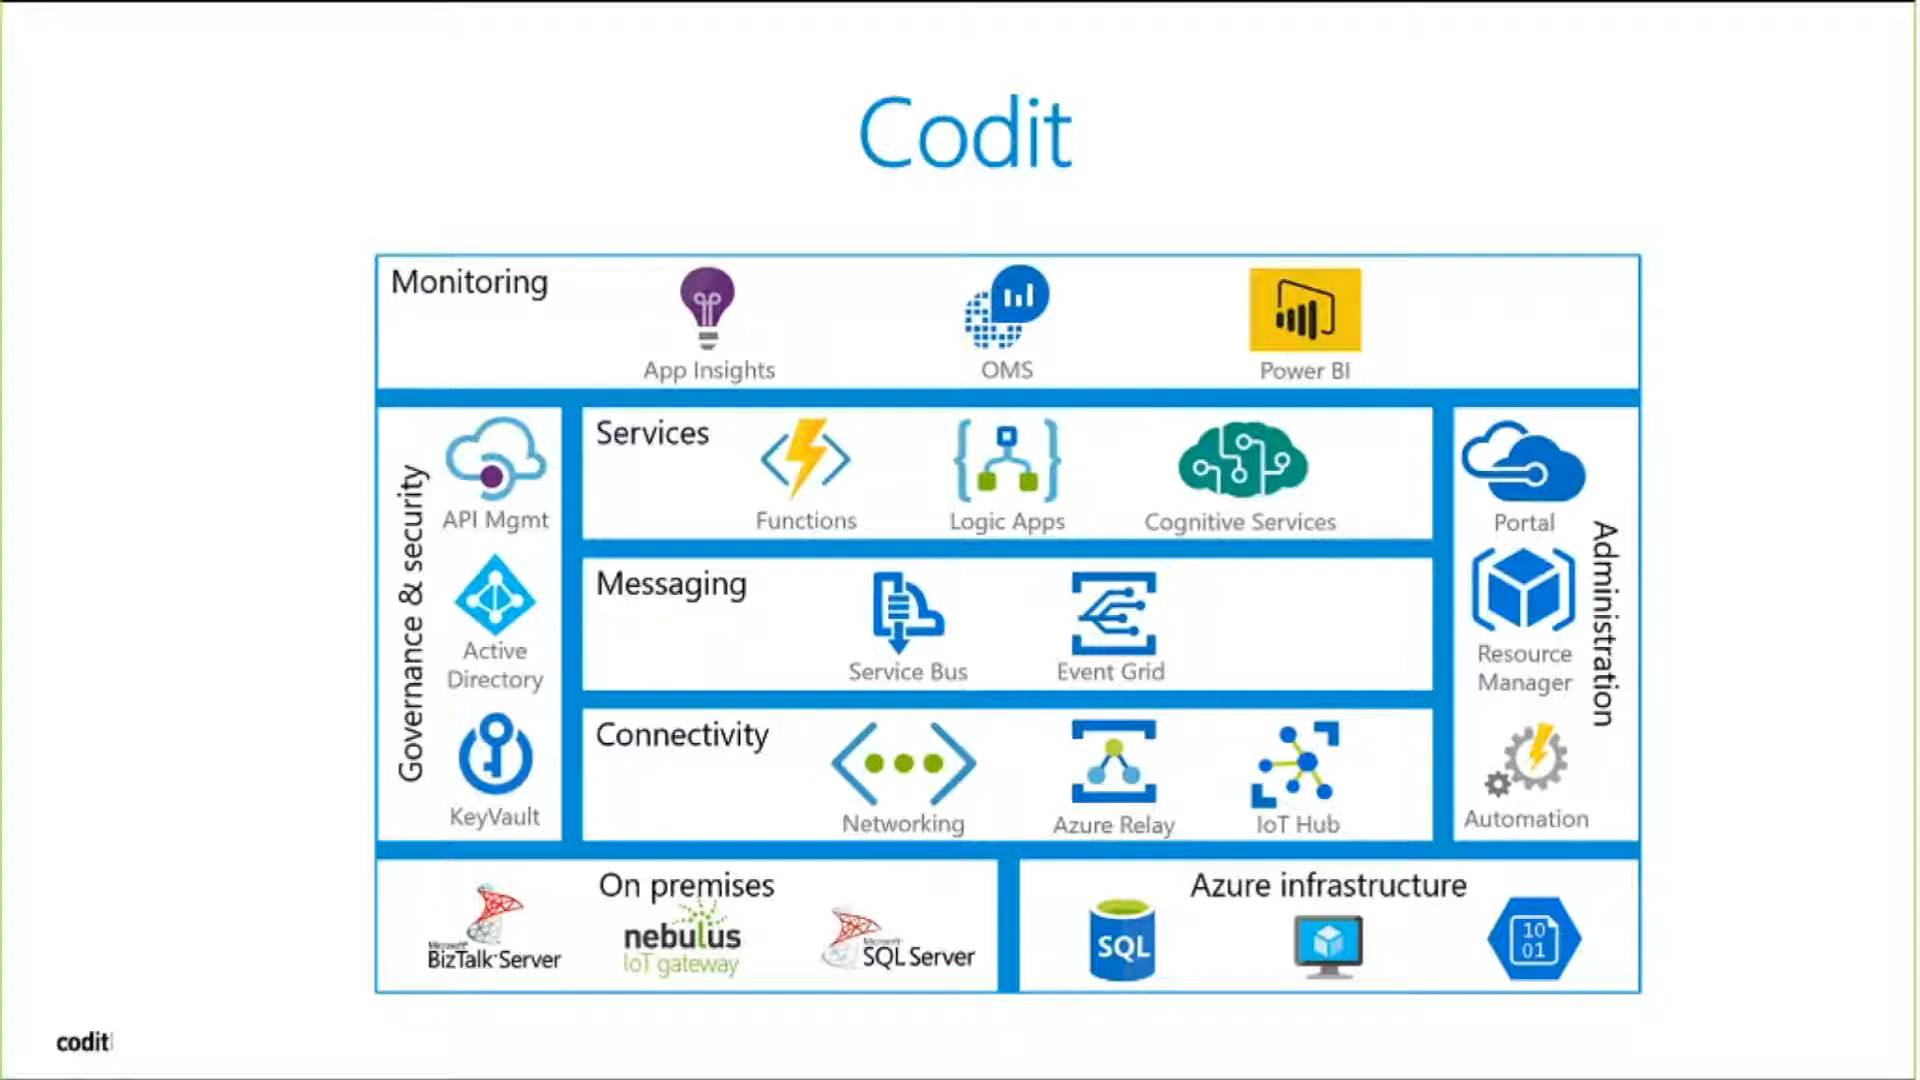 Codit
Monitoring
App Insights
OMS
Power BI
Governance & security
API Mgmt
Active
Directory
KeyVault
Services
Functions
Logic Apps
Cognitive Services
Messaging
Service Bus
Event Grid
Connectivity
Networking
Azure Relay
IoT Hub
Portal
Resource
Manager
Automation
Administration
On premises
Microsoft
BizTalk Server
nebulus
IoT gateway
Microsoft
SQL Server
Azure infrastructure
SQL
10
01
codit